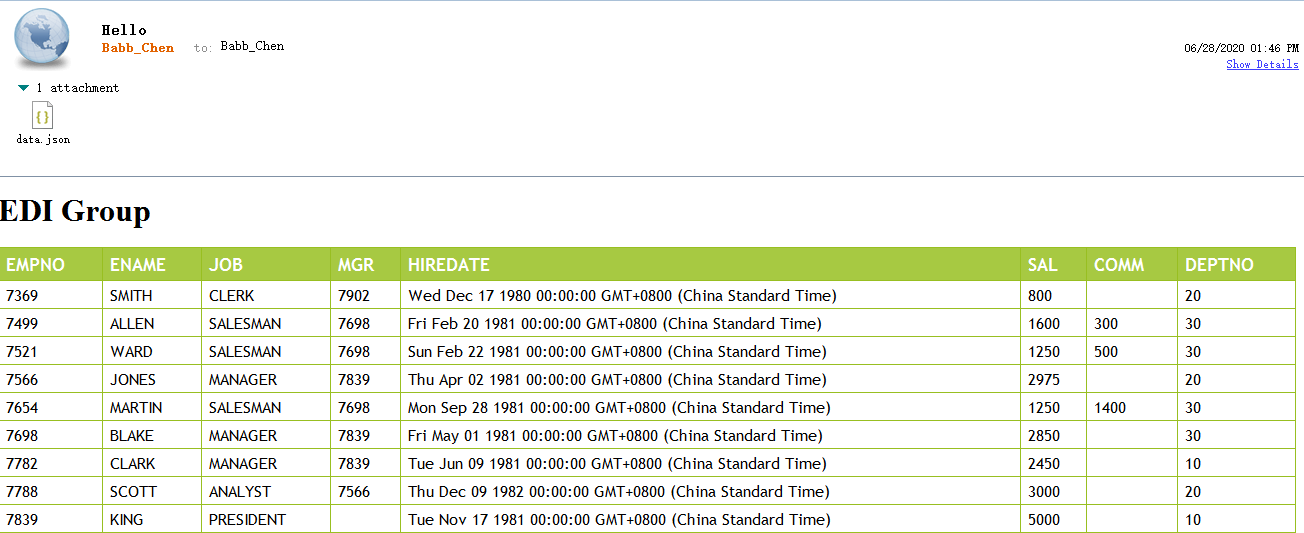 Hello
Babb_Chen to: Babb_Chen
06/28/2020 01:46 PM
Show Details
1 attachment
{}
data.json
EDI Group
EMPNO ENAME JOB MGR HIREDATE SAL COMM DEPTNO
7369 SMITH CLERK 7902 Wed Dec 17 1980 00:00:00 GMT+0800 (China Standard Time) 800 20
7499 ALLEN SALESMAN 7698 Fri Feb 20 1981 00:00:00 GMT+0800 (China Standard Time) 1600 300 30
7521 WARD SALESMAN 7698 Sun Feb 22 1981 00:00:00 GMT+0800 (China Standard Time) 1250 500 30
7566 JONES MANAGER 7839 Thu Apr 02 1981 00:00:00 GMT+0800 (China Standard Time) 2975 20
7654 MARTIN SALESMAN 7698 Mon Sep 28 1981 00:00:00 GMT+0800 (China Standard Time) 1250 1400 30
7698 BLAKE MANAGER 7839 Fri May 01 1981 00:00:00 GMT+0800 (China Standard Time) 2850 30
7782 CLARK MANAGER 7839 Tue Jun 09 1981 00:00:00 GMT+0800 (China Standard Time) 2450 10
7788 SCOTT ANALYST 7566 Thu Dec 09 1982 00:00:00 GMT+0800 (China Standard Time) 3000 20
7839 KING PRESIDENT Tue Nov 17 1981 00:00:00 GMT+0800 (China Standard Time) 5000 10